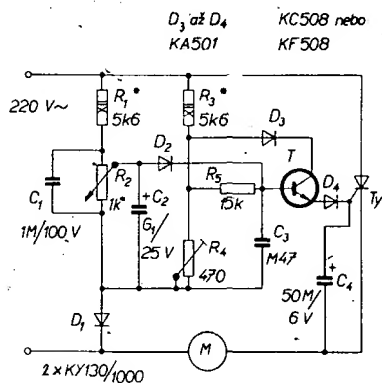 D3 až D4
KA501
KC508 nebo
KF508
220 V~
R1
5k6
R3
5k6
D3
D2
T
D4
C1
1M/100 V
R2
1k
C2
G1/
25 V
R5
15k
Ty
R4
470
C3
M47
C4
50M/
6V
D1
M
2 x KY130/1000